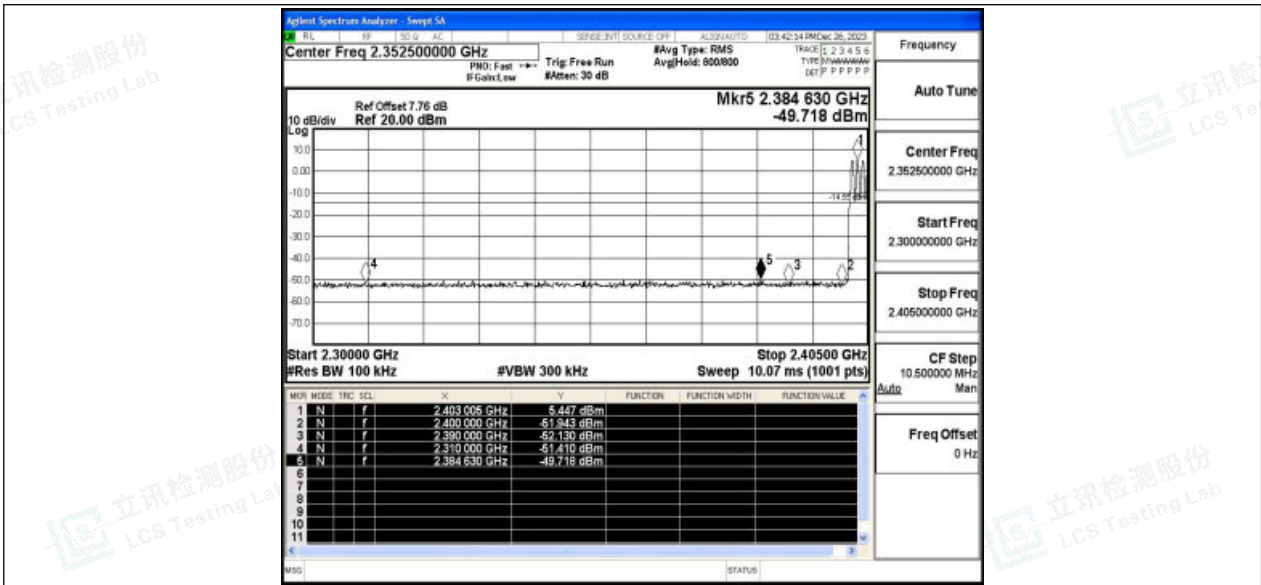 Agilent Spectrum Analyzer - Swept SA
RL RF 50 Ω AC SENSE:INT SOURCE OFF ALIGNAUTO 03:42:14 PM Dec 26, 2023
Center Freq 2.352500000 GHz
PNO: Fast
IFGain:Low
Trig: Free Run
#Atten: 30 dB
#Avg Type: RMS
Avg|Hold: 800/800
TRACE 1 2 3 4 5 6
TYPE
DET P P P P P P
Ref Offset 7.76 dB
Ref 20.00 dBm
10 dB/div
Log
Mkr5 2.384 630 GHz
-49.718 dBm
10.0
0.00
-10.0
-20.0
-30.0
-40.0
-50.0
-60.0
-70.0
1
4
5
3
2
Start 2.30000 GHz
Stop 2.40500 GHz
#Res BW 100 kHz
#VBW 300 kHz
Sweep 10.07 ms (1001 pts)
MKR MODE TRC SCL X Y FUNCTION FUNCTION WIDTH FUNCTION VALUE
1 N f 2.403 005 GHz 5.447 dBm
2 N f 2.400 000 GHz -51.943 dBm
3 N f 2.390 000 GHz -52.130 dBm
4 N f 2.310 000 GHz -51.410 dBm
5 N f 2.384 630 GHz -49.718 dBm
6
7
8
9
10
11
MSG
STATUS
Frequency
Auto Tune
Center Freq
2.352500000 GHz
Start Freq
2.300000000 GHz
Stop Freq
2.405000000 GHz
CF Step
10.500000 MHz
Auto Man
Freq Offset
0 Hz
讯检测股份
LCS Testing Lab
立讯检
LCS Te
立讯检测股份
LCS Testing Lab
立讯检测股份
LCS Testing Lab